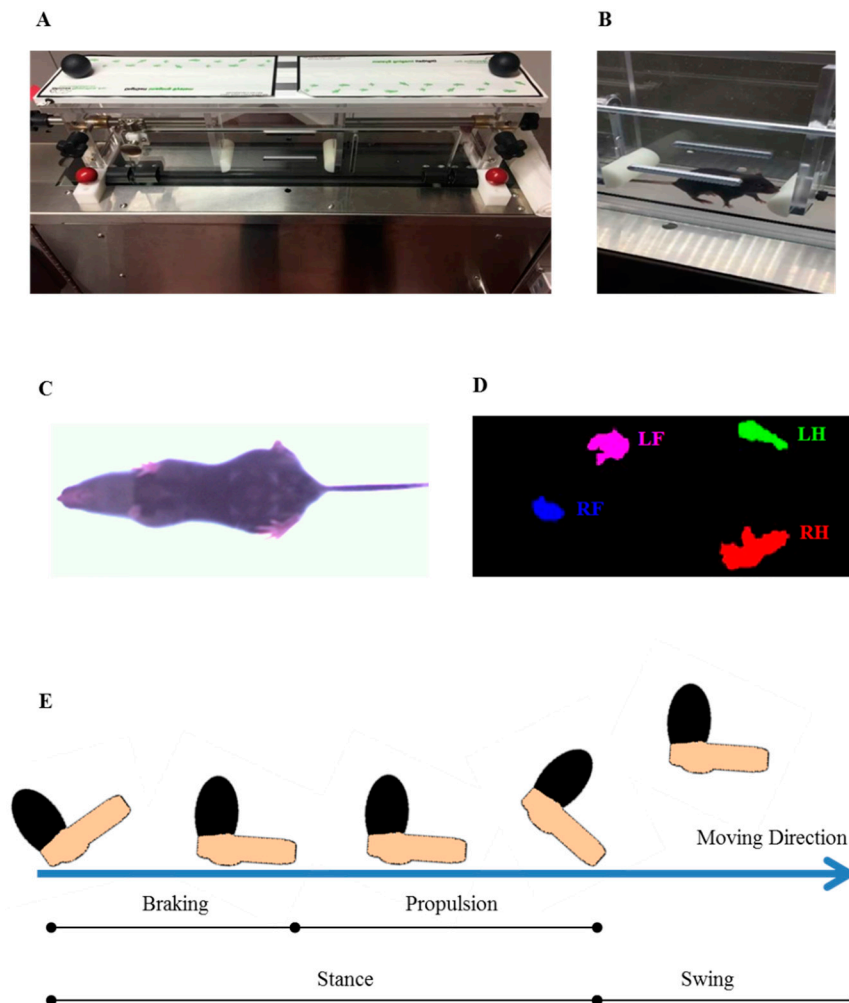 A
B
C
D
LF
LH
RF
RH
E
Moving Direction
Braking
Propulsion
Stance
Swing